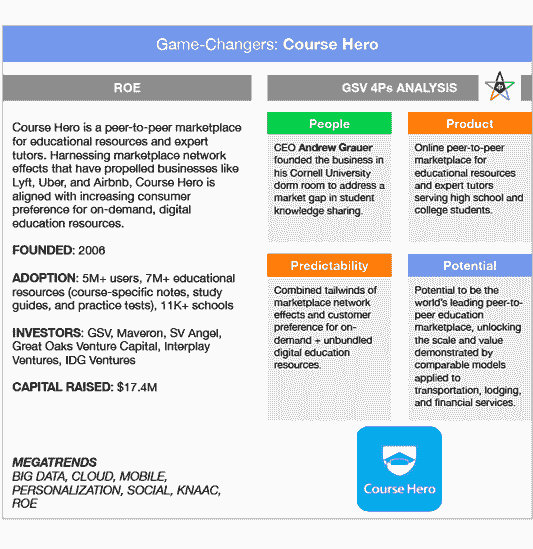 Game-Changers: Course Hero
ROE
Course Hero is a peer-to-peer marketplace
for educational resources and expert
tutors. Harnessing marketplace network
effects that have propelled businesses like
Lyft, Uber, and Airbnb, Course Hero is
aligned with increasing consumer
preference for on-demand, digital
education resources.
FOUNDED: 2006
ADOPTION: 5M+ users, 7M+ educational
resources (course-specific notes, study
guides, and practice tests), 11K+ schools
INVESTORS: GSV, Maveron, SV Angel,
Great Oaks Venture Capital, Interplay
Ventures, IDG Ventures
CAPITAL RAISED: $17.4M
MEGATRENDS
BIG DATA, CLOUD, MOBILE,
PERSONALIZATION, SOCIAL, KNAAC,
ROE
GSV 4Ps ANALYSIS
People
CEO Andrew Grauer
founded the business in
his Cornell University
dorm room to address a
market gap in student
knowledge sharing.
Product
Online peer-to-peer
marketplace for
educational resources
and expert tutors
serving high school and
college students.
Predictability
Combined tailwinds of
marketplace network
effects and customer
preference for on-
demand + unbundled
digital education
resources.
Potential
Potential to be the
world's leading peer-to-
peer education
marketplace, unlocking
the scale and value
demonstrated by
comparable models
applied to
transportation, lodging,
and financial services.
Course Hero